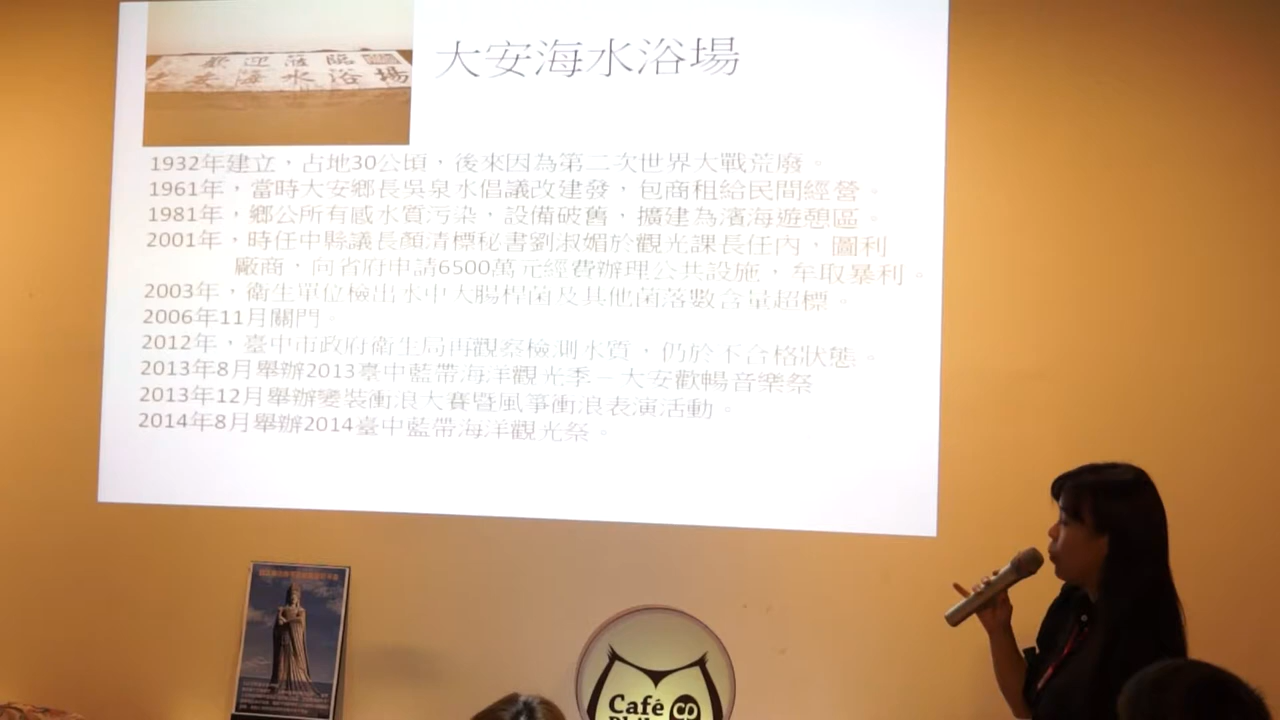 歡迎蒞臨
大安海水浴場
大安海水浴場
1932年建立，占地30公頃，後來因為第二次世界大戰荒廢。
1961年，當時大安鄉長吳泉水倡議改建發，包商租給民間經營。
1981年，鄉公所有感水質污染，設備破舊，擴建為濱海遊憩區。
2001年，時任中縣議長顏清標秘書劉淑媚於觀光課長任內，圖利
廠商，向省府申請6500萬元經費辦理公共設施，牟取暴利。
2003年，衛生單位檢出水中大腸桿菌及其他菌落數含量超標。
2006年11月關門。
2012年，臺中市政府衛生局再觀察檢測水質，仍於不合格狀態。
2013年8月舉辦2013臺中藍帶海洋觀光季－大安歡暢音樂祭
2013年12月舉辦變裝衝浪大賽暨風箏衝浪表演活動。
2014年8月舉辦2014臺中藍帶海洋觀光祭。
Café